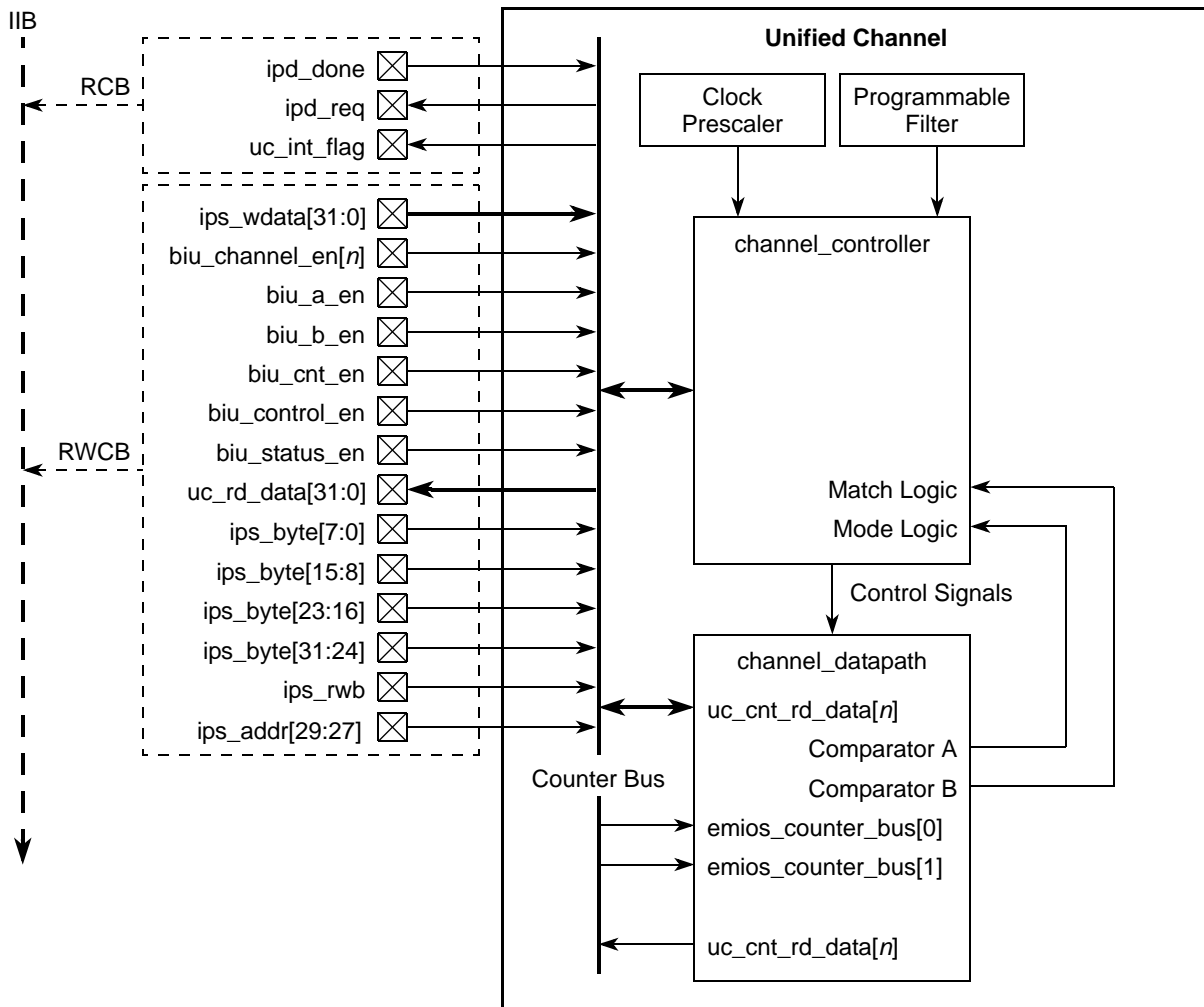 IIB
RCB
ipd_done
ipd_req
uc_int_flag
RWCB
ips_wdata[31:0]
biu_channel_en[n]
biu_a_en
biu_b_en
biu_cnt_en
biu_control_en
biu_status_en
uc_rd_data[31:0]
ips_byte[7:0]
ips_byte[15:8]
ips_byte[23:16]
ips_byte[31:24]
ips_rwb
ips_addr[29:27]
Unified Channel
Clock
Prescaler
Programmable
Filter
channel_controller
Match Logic
Mode Logic
Control Signals
channel_datapath
uc_cnt_rd_data[n]
Comparator A
Comparator B
Counter Bus
emios_counter_bus[0]
emios_counter_bus[1]
uc_cnt_rd_data[n]